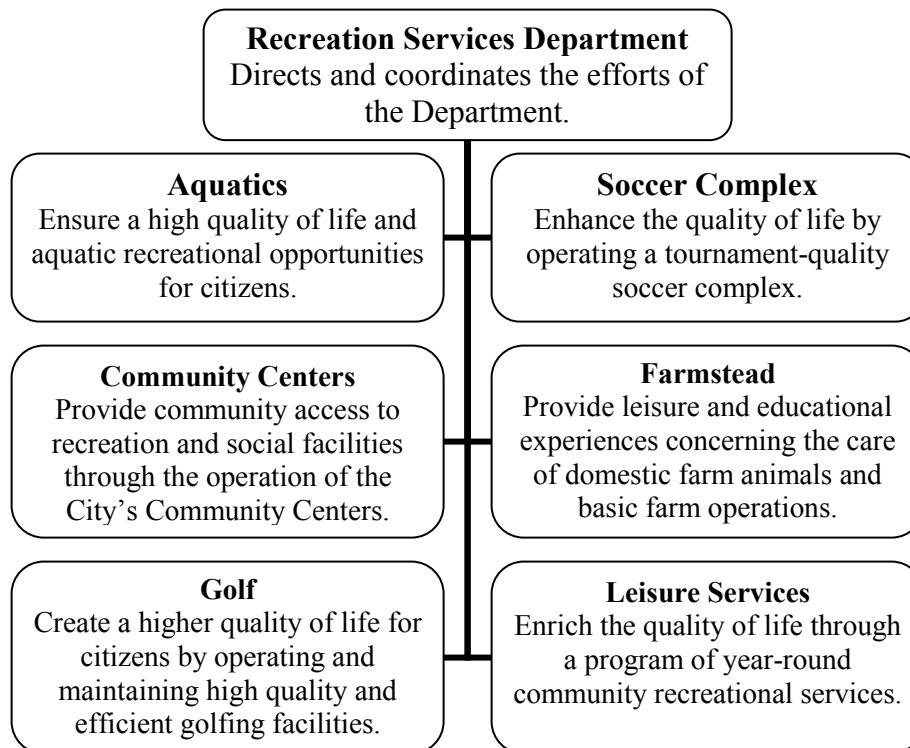 Recreation Services Department
Directs and coordinates the efforts of
the Department.
Aquatics
Ensure a high quality of life and
aquatic recreational opportunities
for citizens.
Soccer Complex
Enhance the quality of life by
operating a tournament-quality
soccer complex.
Community Centers
Provide community access to
recreation and social facilities
through the operation of the
City’s Community Centers.
Farmstead
Provide leisure and educational
experiences concerning the care
of domestic farm animals and
basic farm operations.
Golf
Create a higher quality of life for
citizens by operating and
maintaining high quality and
efficient golfing facilities.
Leisure Services
Enrich the quality of life through
a program of year-round
community recreational services.